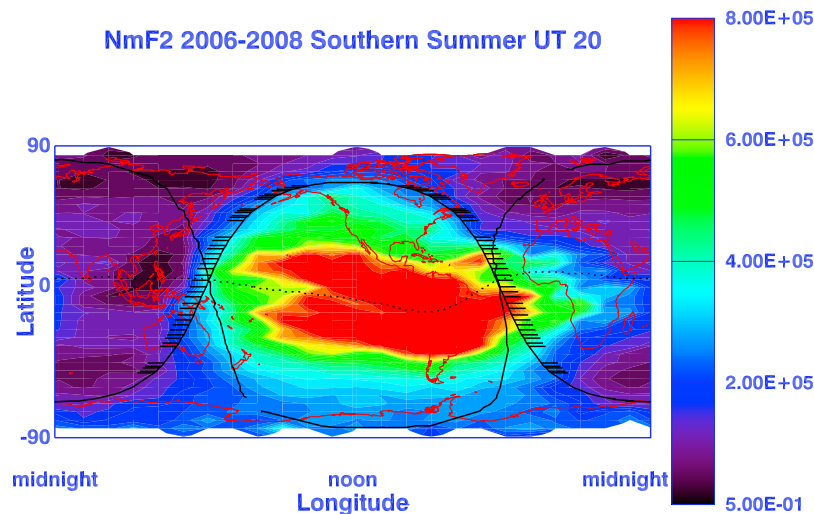 NmF2 2006-2008 Southern Summer UT 20
8.00E+05
6.00E+05
4.00E+05
2.00E+05
5.00E-01
90
0
-90
Latitude
midnight
noon
midnight
Longitude